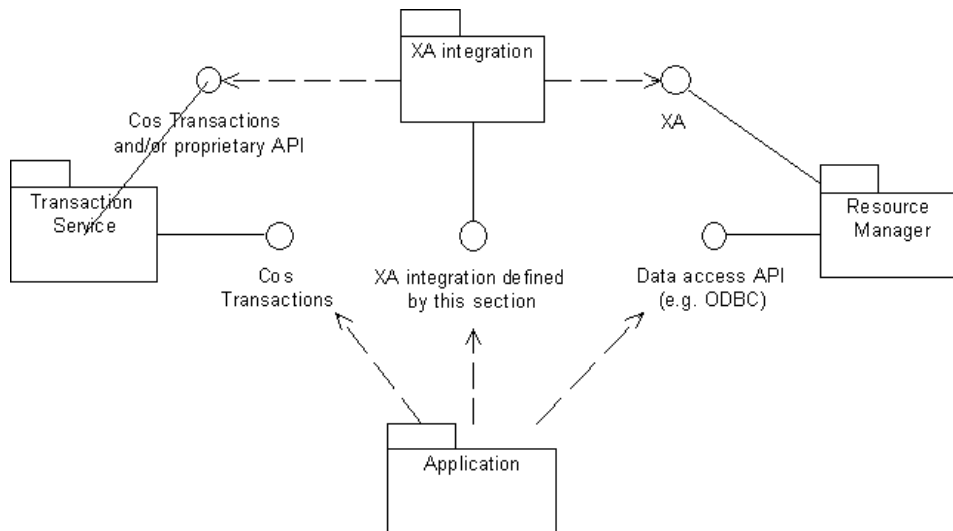 XA integration
Cos Transactions
and/or proprietary API
XA
Transaction
Service
Resource
Manager
Cos
Transactions
XA integration defined
by this section
Data access API
(e.g. ODBC)
Application